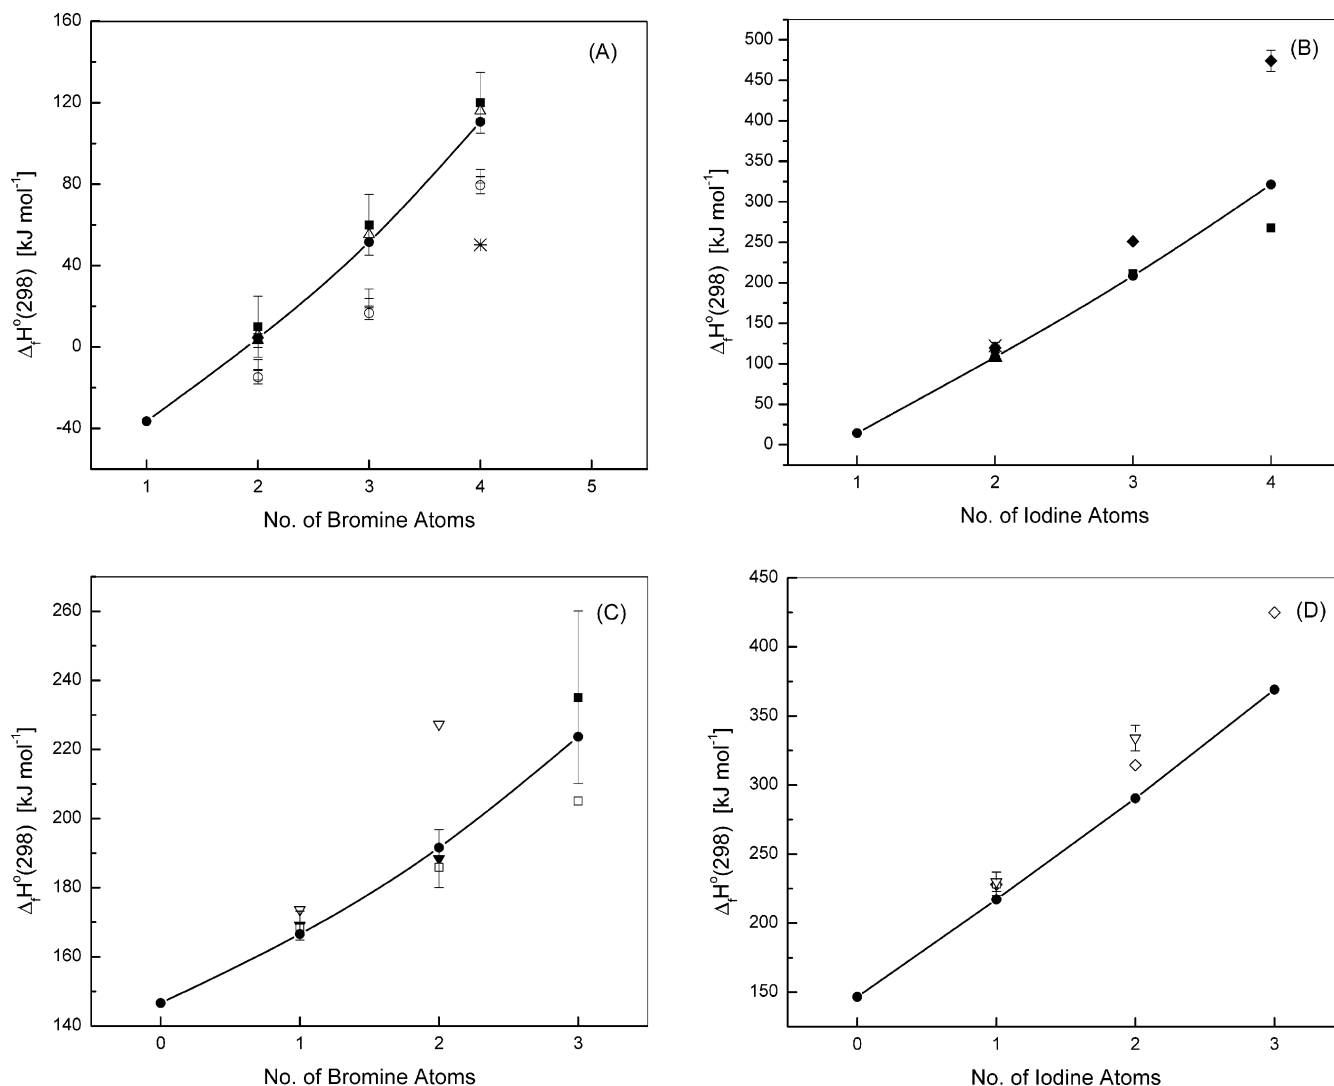 160
120
80
40
0
-40
1 2 3 4 5
(A)
ΔfHº(298) [kJ mol-1]
No. of Bromine Atoms
500
450
400
350
300
250
200
150
100
50
0
1 2 3 4
(B)
ΔfHº(298) [kJ mol-1]
No. of Iodine Atoms
260
240
220
200
180
160
140
0 1 2 3
(C)
ΔfHº(298) [kJ mol-1]
No. of Bromine Atoms
450
400
350
300
250
200
150
0 1 2 3
(D)
ΔfHº(298) [kJ mol-1]
No. of Iodine Atoms